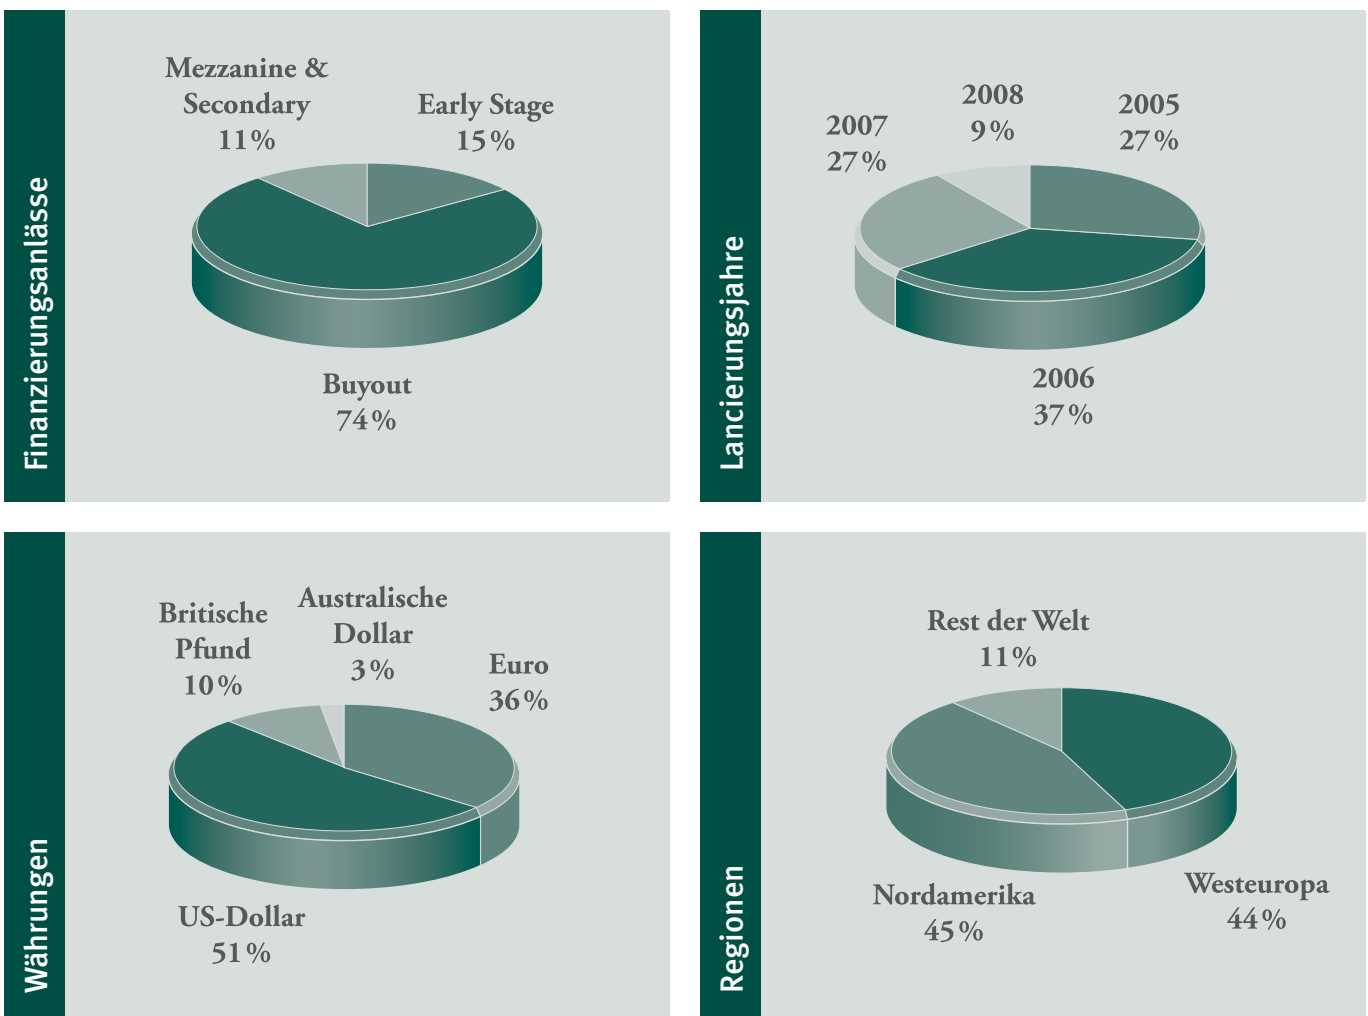 Finanzierungsanlässe
Mezzanine &
Secondary
11 %
Early Stage
15 %
Buyout
74 %
Lancierungsjahre
2007
27 %
2008
9 %
2005
27 %
2006
37 %
Währungen
Britische
Pfund
10 %
Australische
Dollar
3 %
Euro
36 %
US-Dollar
51 %
Regionen
Rest der Welt
11 %
Nordamerika
45 %
Westeuropa
44 %